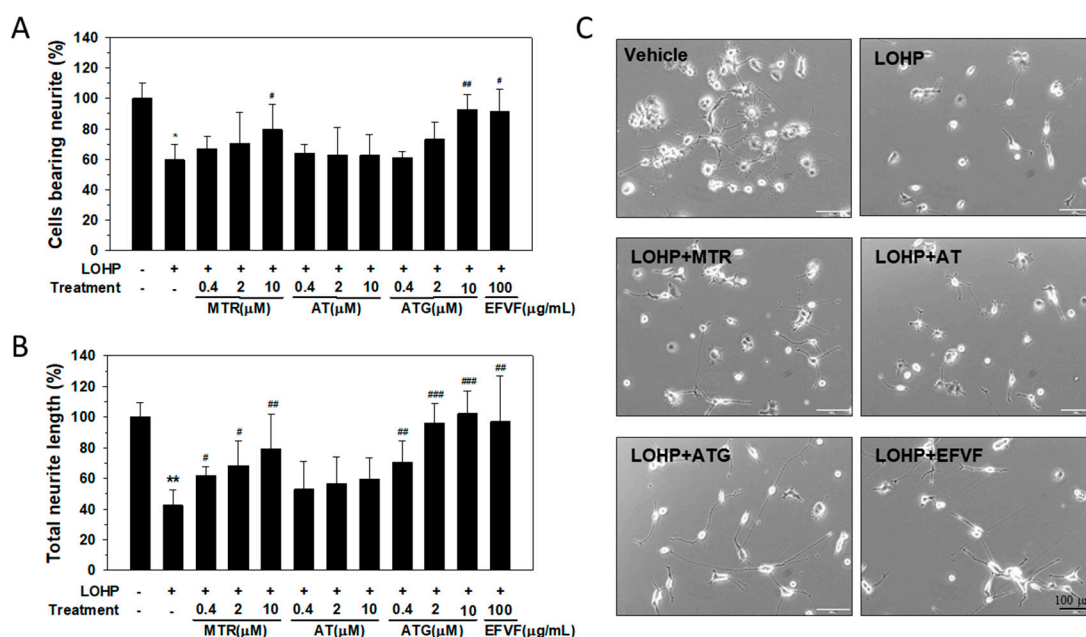 A
Cells bearing neurite (%)
140
120
100
80
60
40
20
0
*
#
##
#
LOHP - + + + + + + + + + + +
Treatment - - 0.4 2 10 0.4 2 10 0.4 2 10 100
MTR(μM) AT(μM) ATG(μM) EFVF(μg/mL)
B
Total neurite length (%)
140
120
100
80
60
40
20
0
**
#
#
##
##
###
###
##
LOHP - + + + + + + + + + + +
Treatment - - 0.4 2 10 0.4 2 10 0.4 2 10 100
MTR(μM) AT(μM) ATG(μM) EFVF(μg/mL)
C
Vehicle
LOHP
LOHP+MTR
LOHP+AT
LOHP+ATG
LOHP+EFVF
100